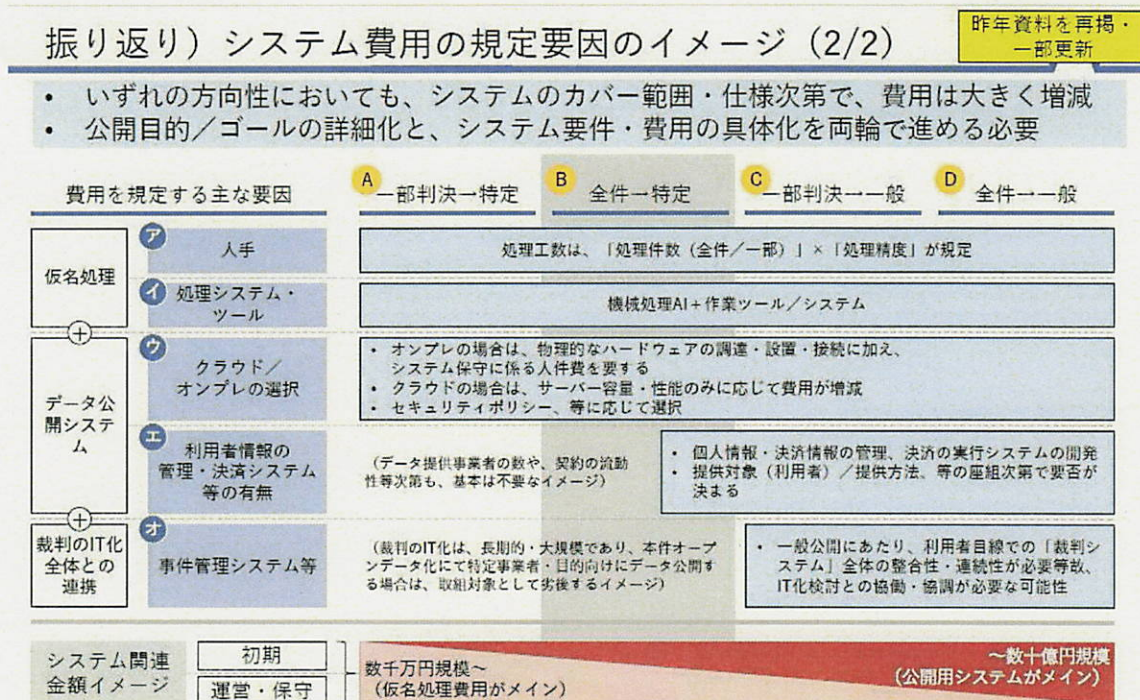 振り返り）システム費用の規定要因のイメージ（2/2）
昨年資料を再掲・
一部更新
• いずれの方向性においても、システムのカバー範囲・仕様次第で、費用は大きく増減
• 公開目的／ゴールの詳細化と、システム要件・費用の具体化を両輪で進める必要
費用を規定する主な要因
A 一部判決→特定
B 全件→特定
C 一部判決→一般
D 全件→一般
仮名処理
ア 人手
処理工数は、「処理件数（全件／一部）」×「処理精度」が規定
イ 処理システム・
ツール
機械処理AI＋作業ツール／システム
＋
データ公
開システ
ム
ウ クラウド／
オンプレの選択
• オンプレの場合は、物理的なハードウェアの調達・設置・接続に加え、
システム保守に係る人件費を要する
• クラウドの場合は、サーバー容量・性能のみに応じて費用が増減
• セキュリティポリシー、等に応じて選択
エ 利用者情報の
管理・決済システム
等の有無
（データ提供事業者の数や、契約の流動
性等次第も、基本は不要なイメージ）
• 個人情報・決済情報の管理、決済の実行システムの開発
• 提供対象（利用者）／提供方法、等の座組次第で要否が
決まる
＋
裁判のIT化
全体との
連携
オ 事件管理システム等
（裁判のIT化は、長期的・大規模であり、本件オープ
ンデータ化にて特定事業者・目的向けにデータ公開す
る場合は、取組対象として劣後するイメージ）
• 一般公開にあたり、利用者目線での「裁判シ
ステム」全体の整合性・連続性が必要等故、
IT化検討との協働・協調が必要な可能性
システム関連
金額イメージ
初期
運営・保守
数千万円規模～
（仮名処理費用がメイン）
～数十億円規模
（公開用システムがメイン）